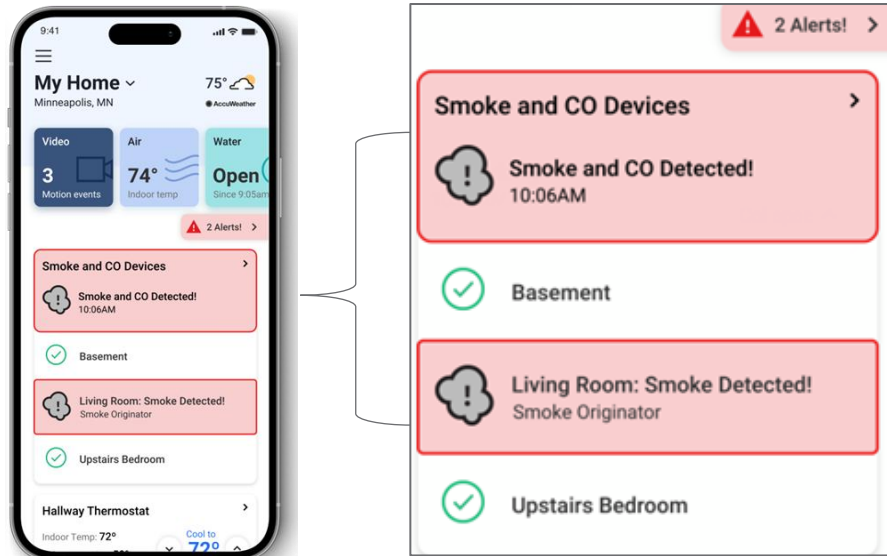 9:41
My Home
Minneapolis, MN
75°
AccuWeather
Video
3
Motion events
Air
74°
Indoor temp
Water
Open
Since 9:05am
2 Alerts!
Smoke and CO Devices
Smoke and CO Detected!
10:06AM
Basement
Living Room: Smoke Detected!
Smoke Originator
Upstairs Bedroom
Hallway Thermostat
Indoor Temp: 72°
Cool to
72°
2 Alerts!
Smoke and CO Devices
Smoke and CO Detected!
10:06AM
Basement
Living Room: Smoke Detected!
Smoke Originator
Upstairs Bedroom